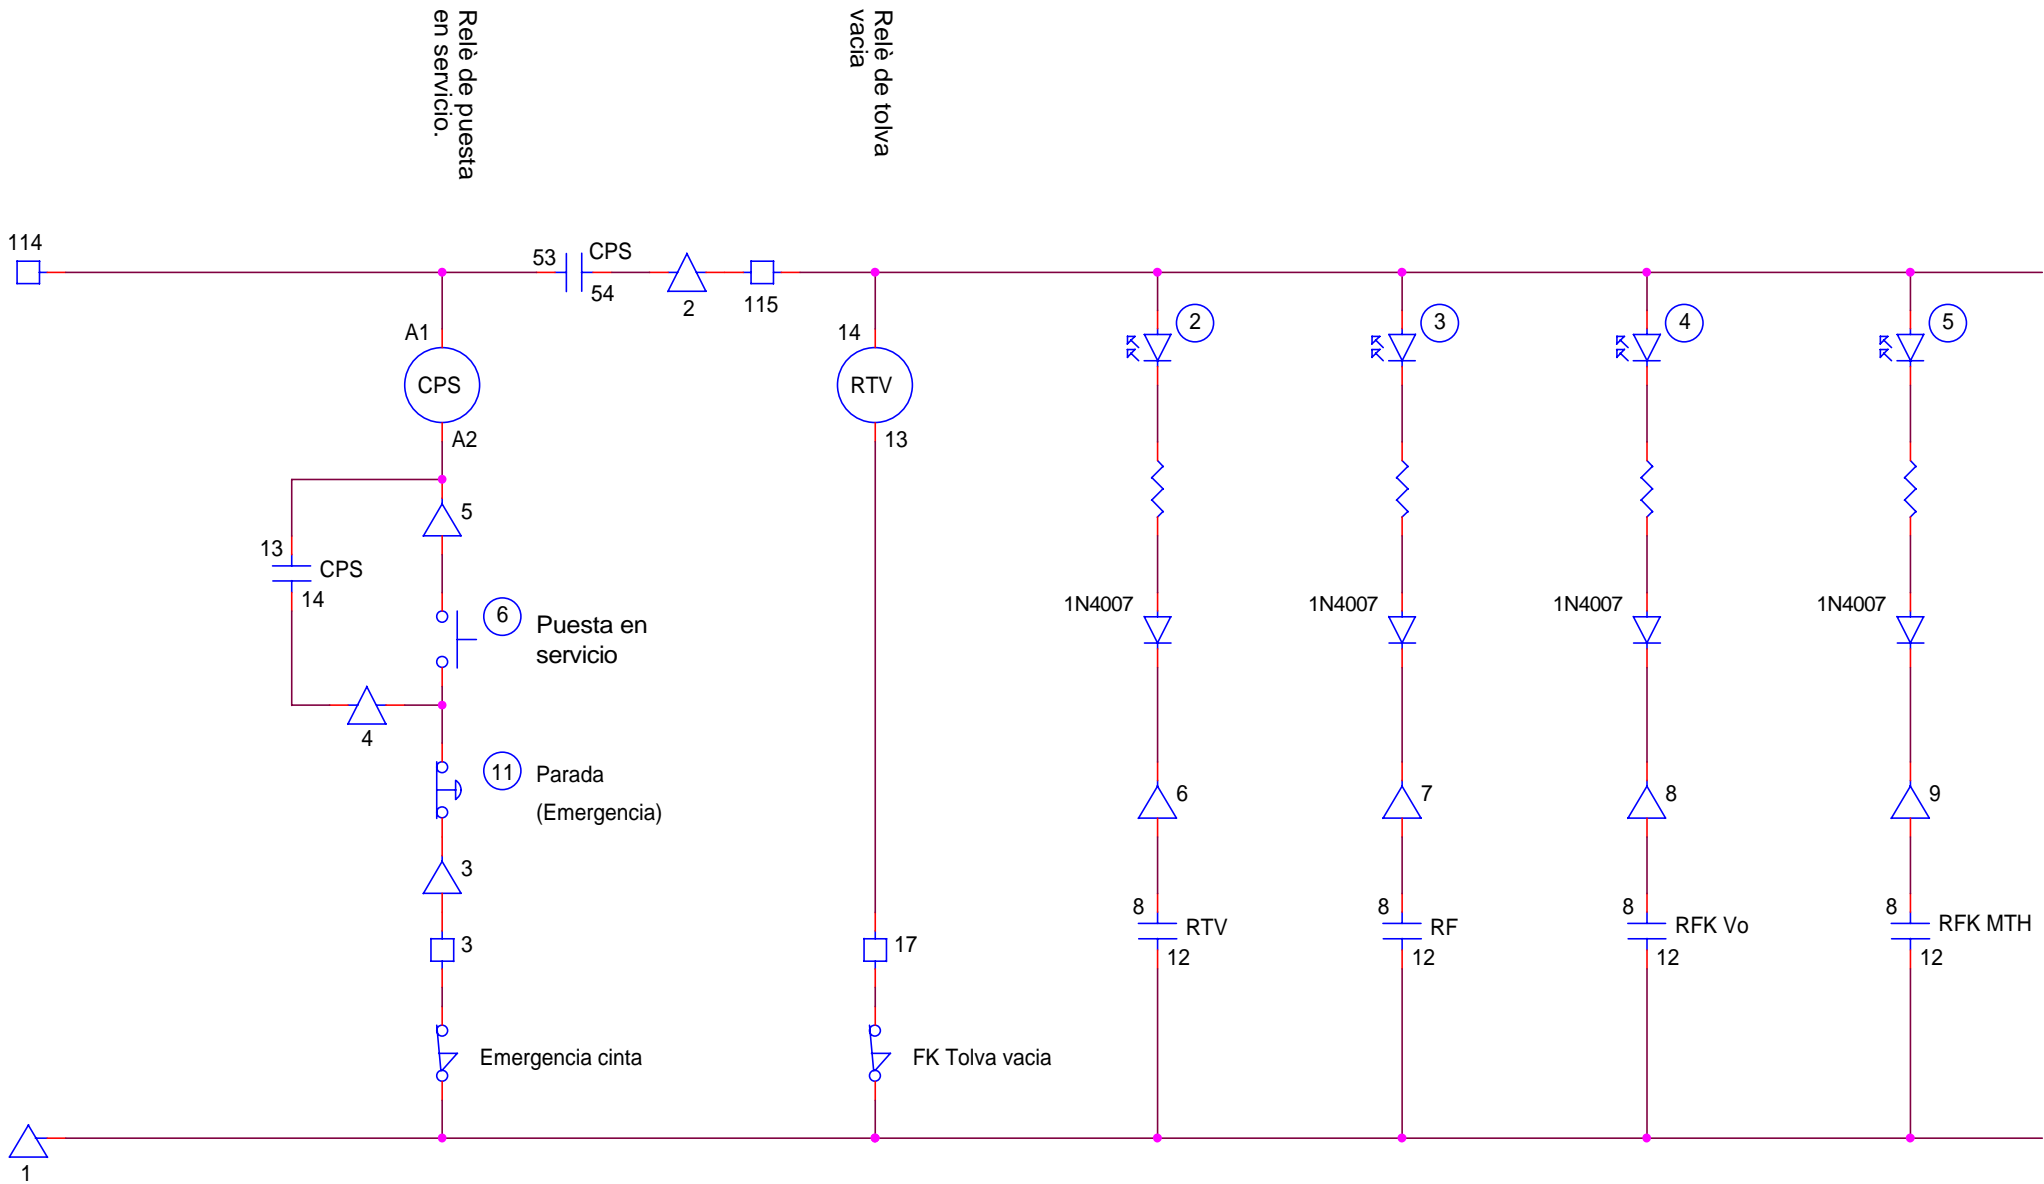 Relè de puesta
en servicio.
Relè de tolva
vacia
114
53
CPS
54
2
115
A1
CPS
A2
14
RTV
13
2
3
4
5
5
13
CPS
14
6
Puesta en
servicio
4
11
Parada
(Emergencia)
3
3
Emergencia cinta
17
FK Tolva vacia
1N4007
1N4007
1N4007
1N4007
6
7
8
9
8
RTV
12
8
RF
12
8
RFK Vo
12
8
RFK MTH
12
1